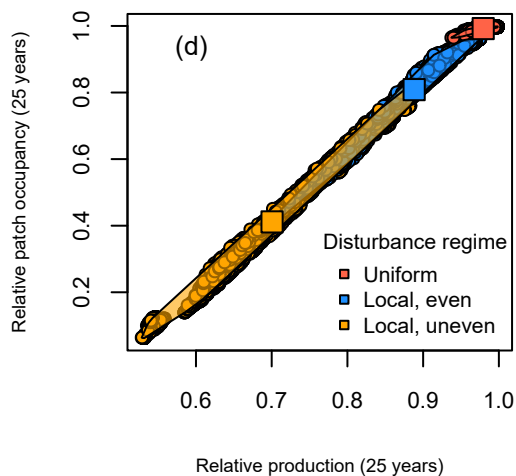 (d)
Relative patch occupancy (25 years)
1.0
0.8
0.6
0.4
0.2
Disturbance regime
Uniform
Local, even
Local, uneven
0.6 0.7 0.8 0.9 1.0
Relative production (25 years)